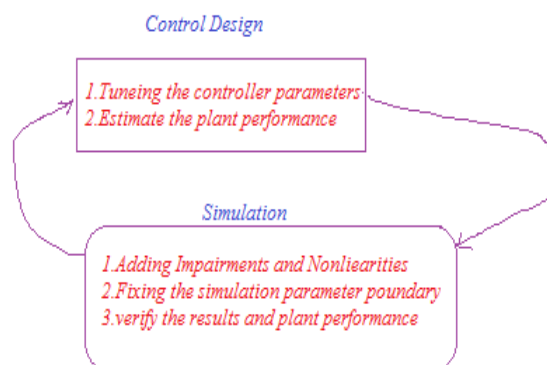 Control Design
1.Tuneing the controller parameters
2.Estimate the plant performance
Simulation
1.Adding Impairments and Nonliearities
2.Fixing the simulation parameter poundary
3.verify the results and plant performance